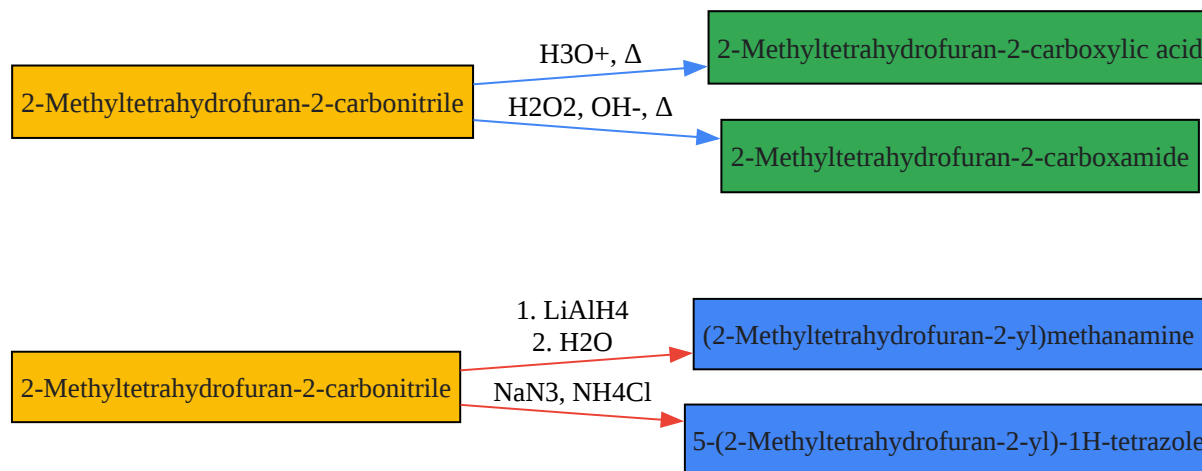 2-Methyltetrahydrofuran-2-carbonitrile
H3O+, Δ
2-Methyltetrahydrofuran-2-carboxylic acid
H2O2, OH-, Δ
2-Methyltetrahydrofuran-2-carboxamide
2-Methyltetrahydrofuran-2-carbonitrile
1. LiAlH4
2. H2O
(2-Methyltetrahydrofuran-2-yl)methanamine
NaN3, NH4Cl
5-(2-Methyltetrahydrofuran-2-yl)-1H-tetrazole